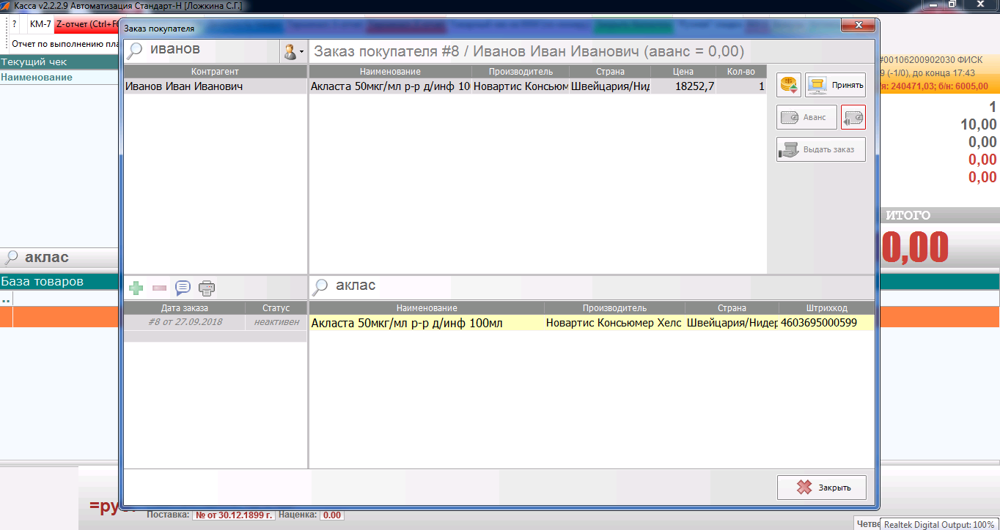 Касса v2.2.2.9 Автоматизация Стандарт-Н [Ложкина С.Г.]
? КМ-7 Z-отчет (Ctrl+F
Отчет по выполнению пла
Текущий чек
Наименование
аклас
База товаров
..
Заказ покупателя
иванов
Заказ покупателя #8 / Иванов Иван Иванович (аванс = 0,00)
Контрагент Наименование Производитель Страна Цена Кол-во
Иванов Иван Иванович Акласта 50мкг/мл р-р д/инф 10 Новартис Консьюм Швейцария/Нид 18252,7 1
Принять
Аванс
Выдать заказ
аклас
Дата заказа Статус Наименование Производитель Страна Штрихкод
#8 от 27.09.2018 неактивен Акласта 50мкг/мл р-р д/инф 100мл Новартис Консьюмер Хелс Швейцария/Нидер 4603695000599
Закрыть
#00106200902030 ФИСК
9 (-1/0), до конца 17:43
я: 240471,03; б/н: 6005,00
1
10,00
0,00
0,00
0,00
ИТОГО
0,00
=ру
Поставка: № от 30.12.1899 г. Наценка: 0.00
Четве
Realtek Digital Output: 100%